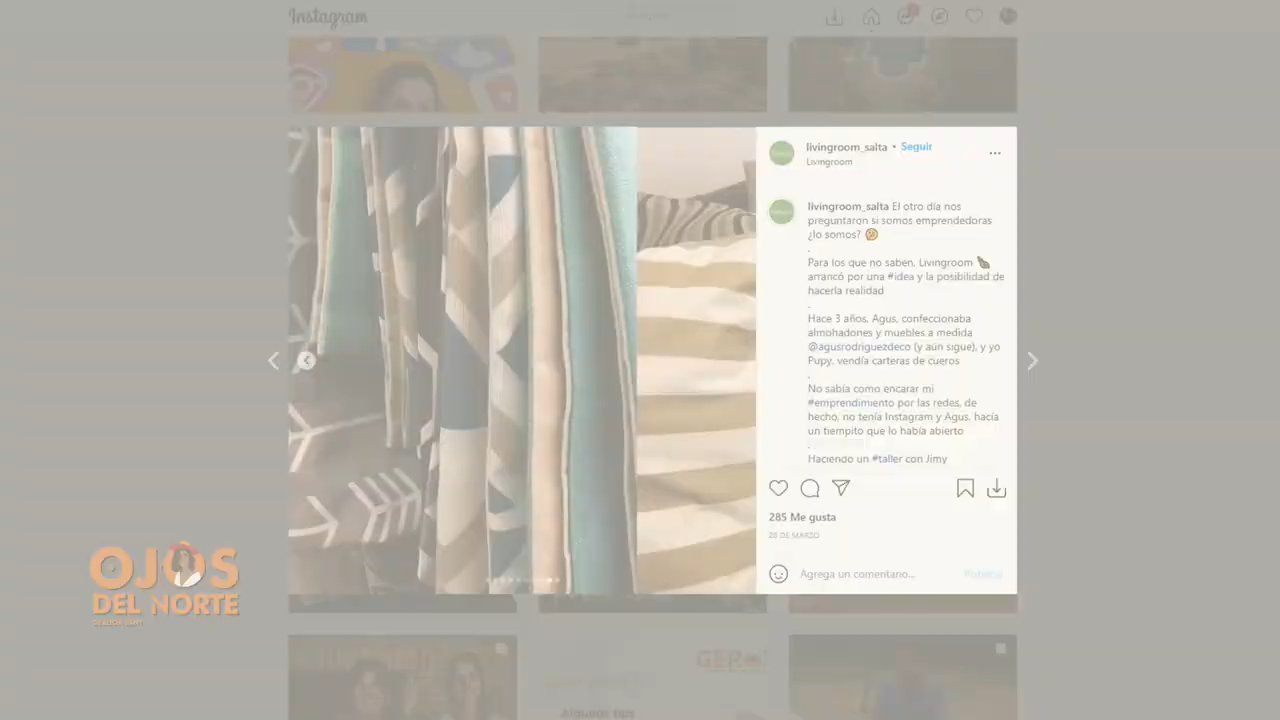 Instagram
livingroom_salta • Seguir
Livingroom
livingroom_salta El otro día nos
preguntaron si somos emprendedoras
¿lo somos? 🤔
.
Para los que no saben, Livingroom
arrancó por una #idea y la posibilidad de
hacerla realidad
.
Hace 3 años, Agus, confeccionaba
almohadones y muebles a medida
@agusrodriguezdeco (y aún sigue), y yo
Pupy, vendía carteras de cueros
.
No sabía como encarar mi
#emprendimiento por las redes, de
hecho, no tenía Instagram y Agus, hacía
un tiempito que lo había abierto
.
Haciendo un #taller con Jimy
285 Me gusta
28 DE MARZO
Agrega un comentario...
Publicar
OJOS
DEL NORTE
Algunos tips